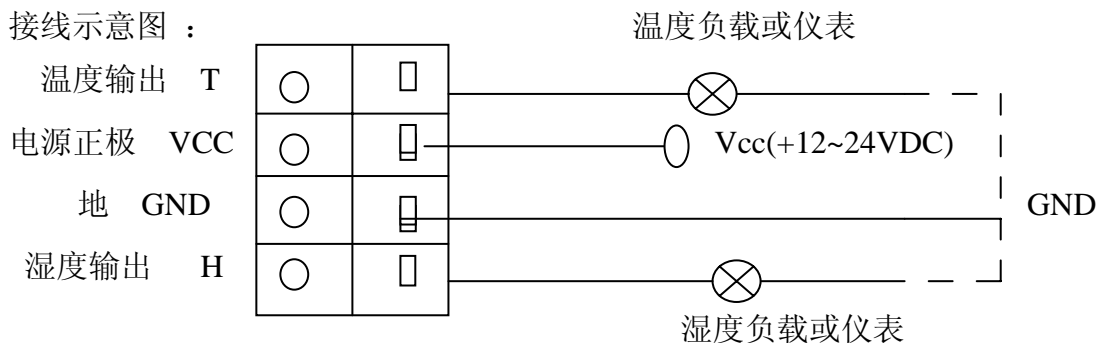 接线示意图 ：
温度负载或仪表
温度输出 T
电源正极 VCC
Vcc(+12~24VDC)
地 GND
GND
湿度输出 H
湿度负载或仪表